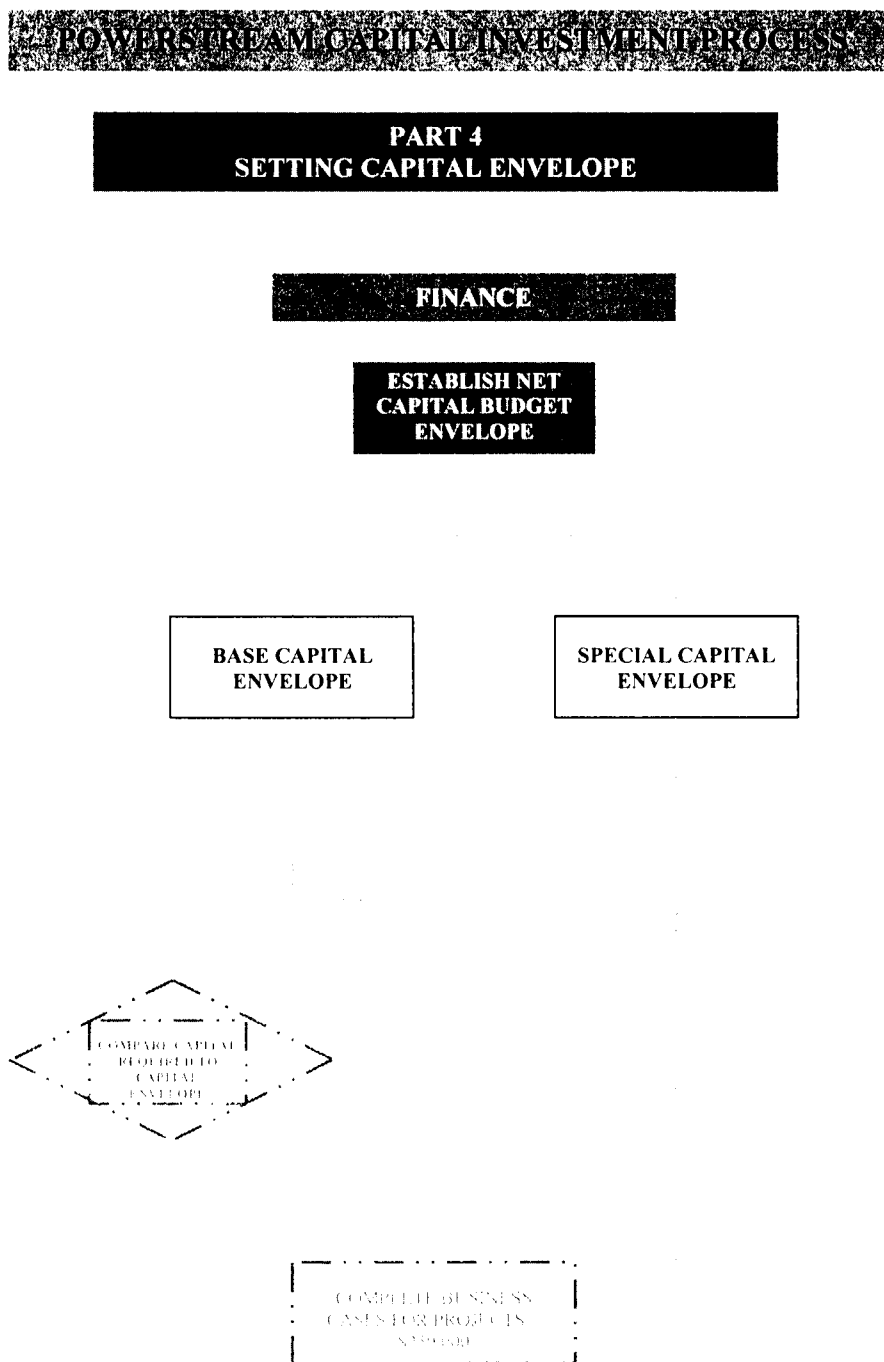 POWERSTREAM CAPITAL INVESTMENT PROCESS
PART 4
SETTING CAPITAL ENVELOPE
FINANCE
ESTABLISH NET
CAPITAL BUDGET
ENVELOPE
BASE CAPITAL
ENVELOPE
SPECIAL CAPITAL
ENVELOPE
COMPARE CAPITAL
REQUIRED TO
CAPITAL
ENVELOPE
COMPLETE BUSINESS
CASES FOR PROJECTS